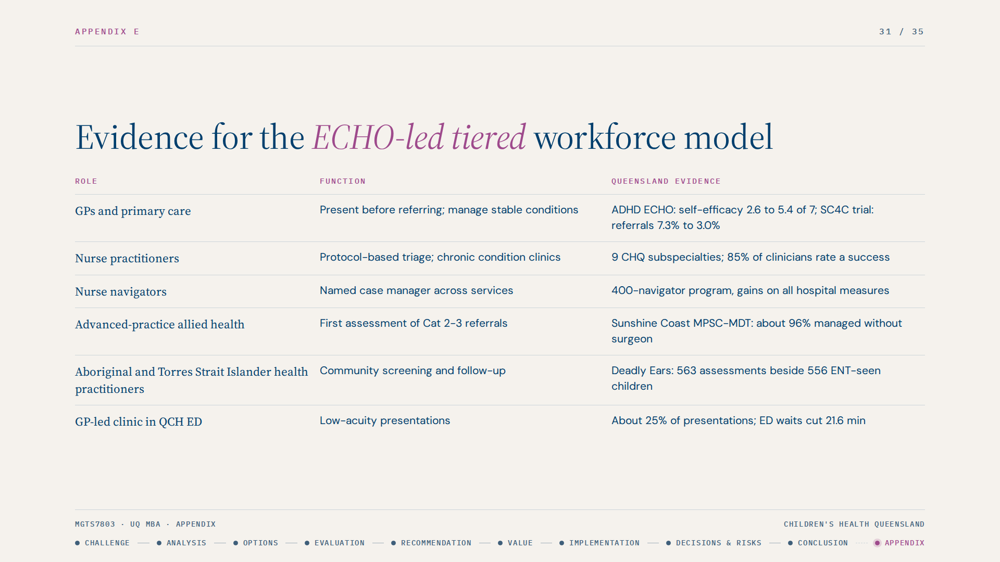 APPENDIX E
31 / 35
Evidence for the ECHO-led tiered workforce model
ROLE
FUNCTION
QUEENSLAND EVIDENCE
GPs and primary care
Present before referring; manage stable conditions
ADHD ECHO: self-efficacy 2.6 to 5.4 of 7; SC4C trial:
referrals 7.3% to 3.0%
Nurse practitioners
Protocol-based triage; chronic condition clinics
9 CHQ subspecialties; 85% of clinicians rate a success
Nurse navigators
Named case manager across services
400-navigator program, gains on all hospital measures
Advanced-practice allied health
First assessment of Cat 2-3 referrals
Sunshine Coast MPSC-MDT: about 96% managed without
surgeon
Aboriginal and Torres Strait Islander health
practitioners
Community screening and follow-up
Deadly Ears: 563 assessments beside 556 ENT-seen
children
GP-led clinic in QCH ED
Low-acuity presentations
About 25% of presentations; ED waits cut 21.6 min
MGTS7803 · UQ MBA · APPENDIX
CHILDREN'S HEALTH QUEENSLAND
CHALLENGE ANALYSIS OPTIONS EVALUATION RECOMMENDATION VALUE IMPLEMENTATION DECISIONS & RISKS CONCLUSION APPENDIX